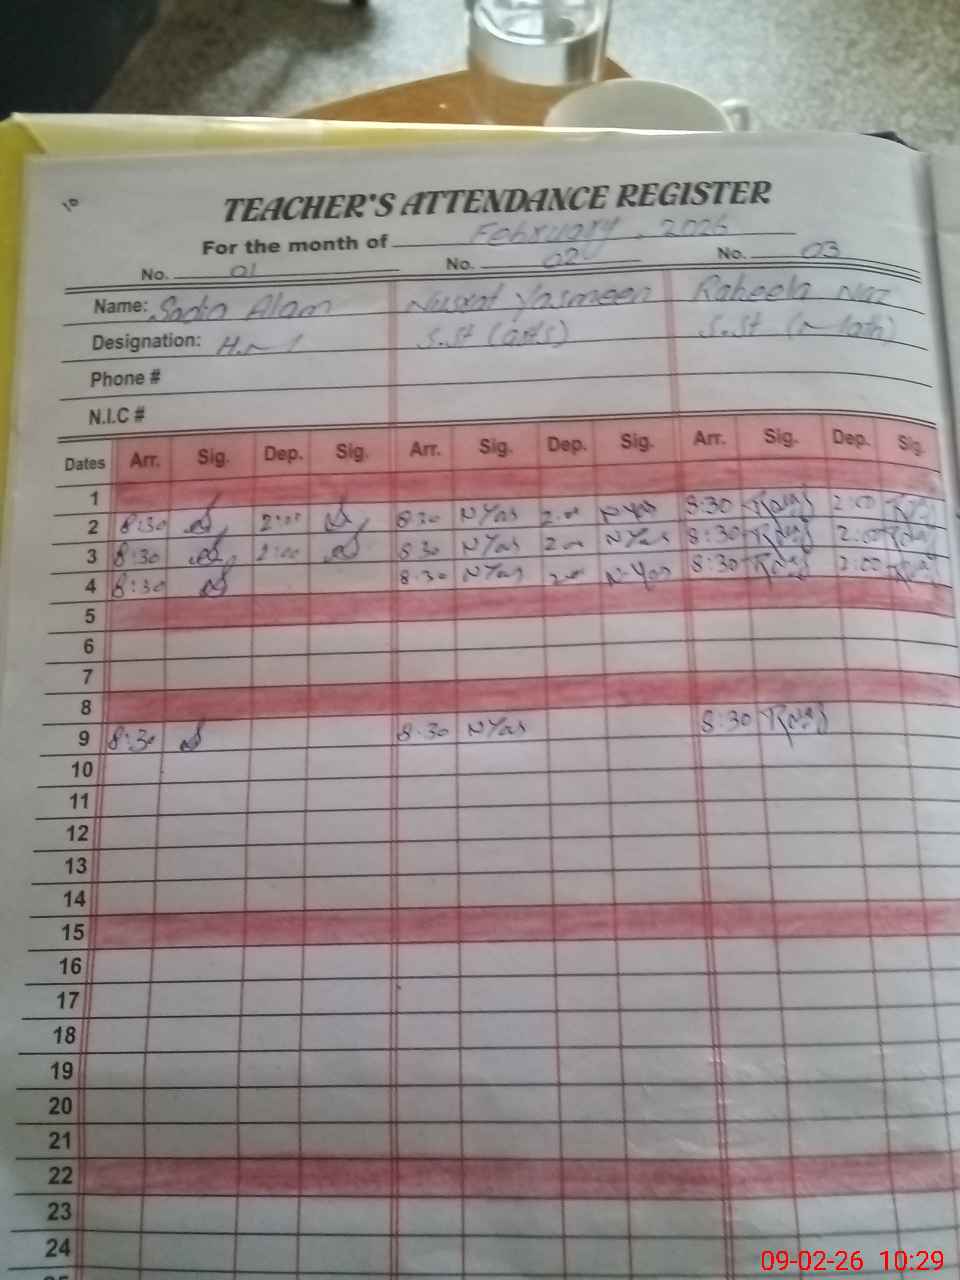 10
TEACHER'S ATTENDANCE REGISTER
For the month of February, 2026
No. 01 No. 02 No. 03
Name: Sadia Alam Nusrat Yasmeen Raheela Naz
Designation: H.M S.St (arts) S.St (Math)
Phone #
N.I.C #
Dates Arr. Sig. Dep. Sig. Arr. Sig. Dep. Sig. Arr. Sig. Dep. Sig.
1
2 8:30 2:00 8:30 NYas 2:00 NYas 8:30 2:00
3 8:30 2:00 8:30 NYas 2:00 NYas 8:30 2:00
4 8:30 8:30 NYas 2:00 NYas 8:30 2:00
5
6
7
8
9 8:30 8:30 NYas 8:30
10
11
12
13
14
15
16
17
18
19
20
21
22
23
24
09-02-26 10:29